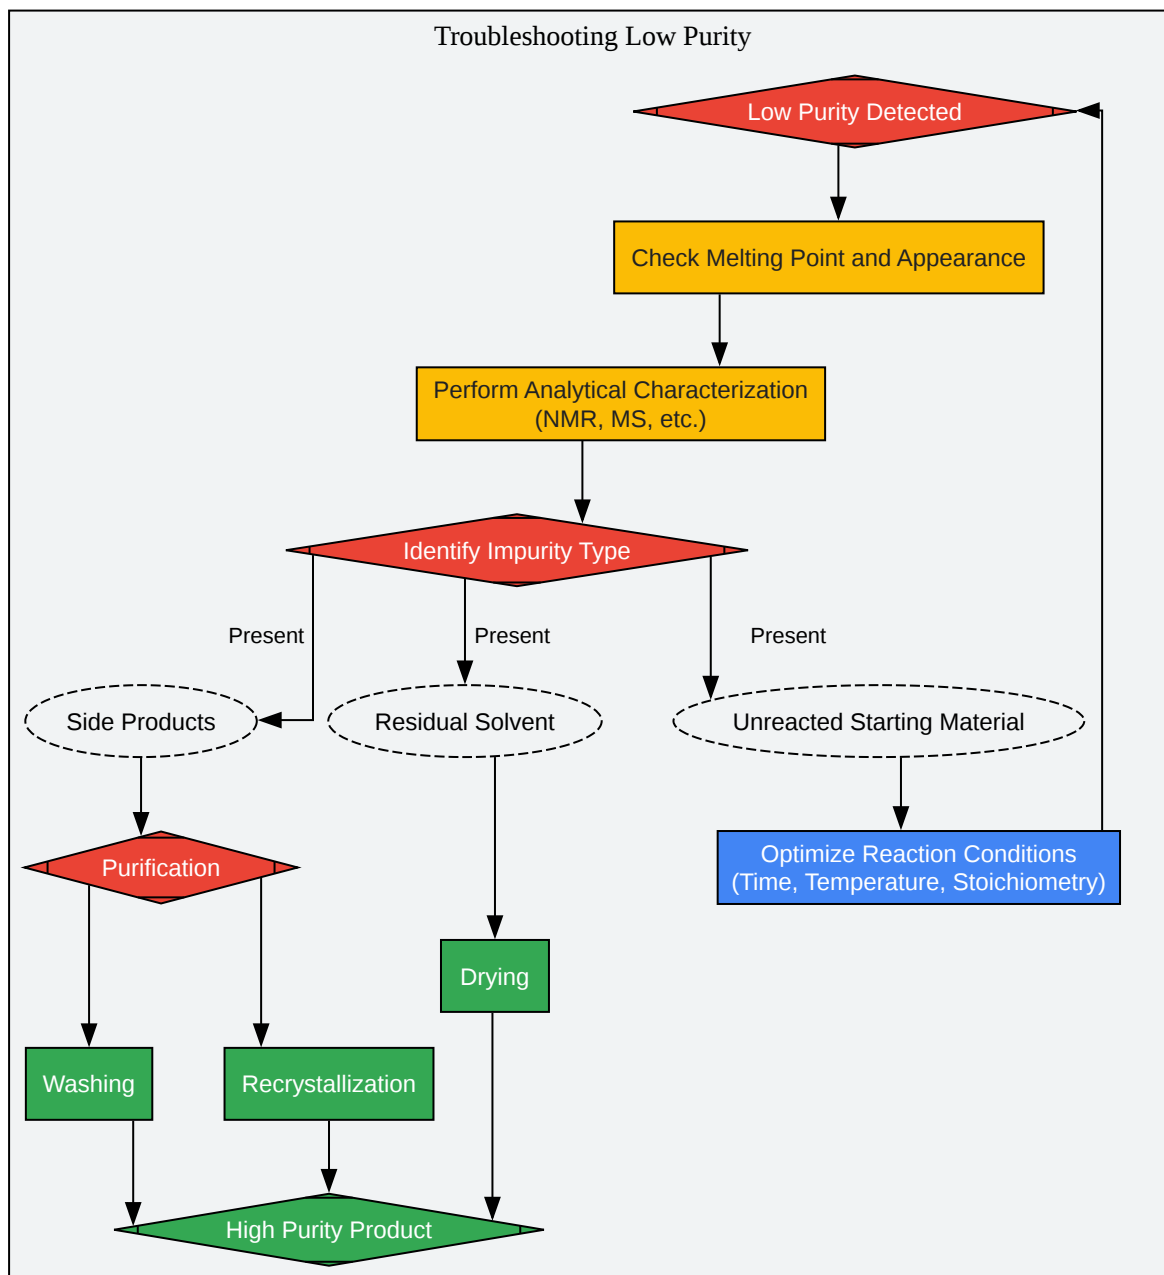 Troubleshooting Low Purity
Low Purity Detected
Check Melting Point and Appearance
Perform Analytical Characterization
(NMR, MS, etc.)
Identify Impurity Type
Present
Present
Present
Side Products
Residual Solvent
Unreacted Starting Material
Purification
Optimize Reaction Conditions
(Time, Temperature, Stoichiometry)
Drying
Washing
Recrystallization
High Purity Product